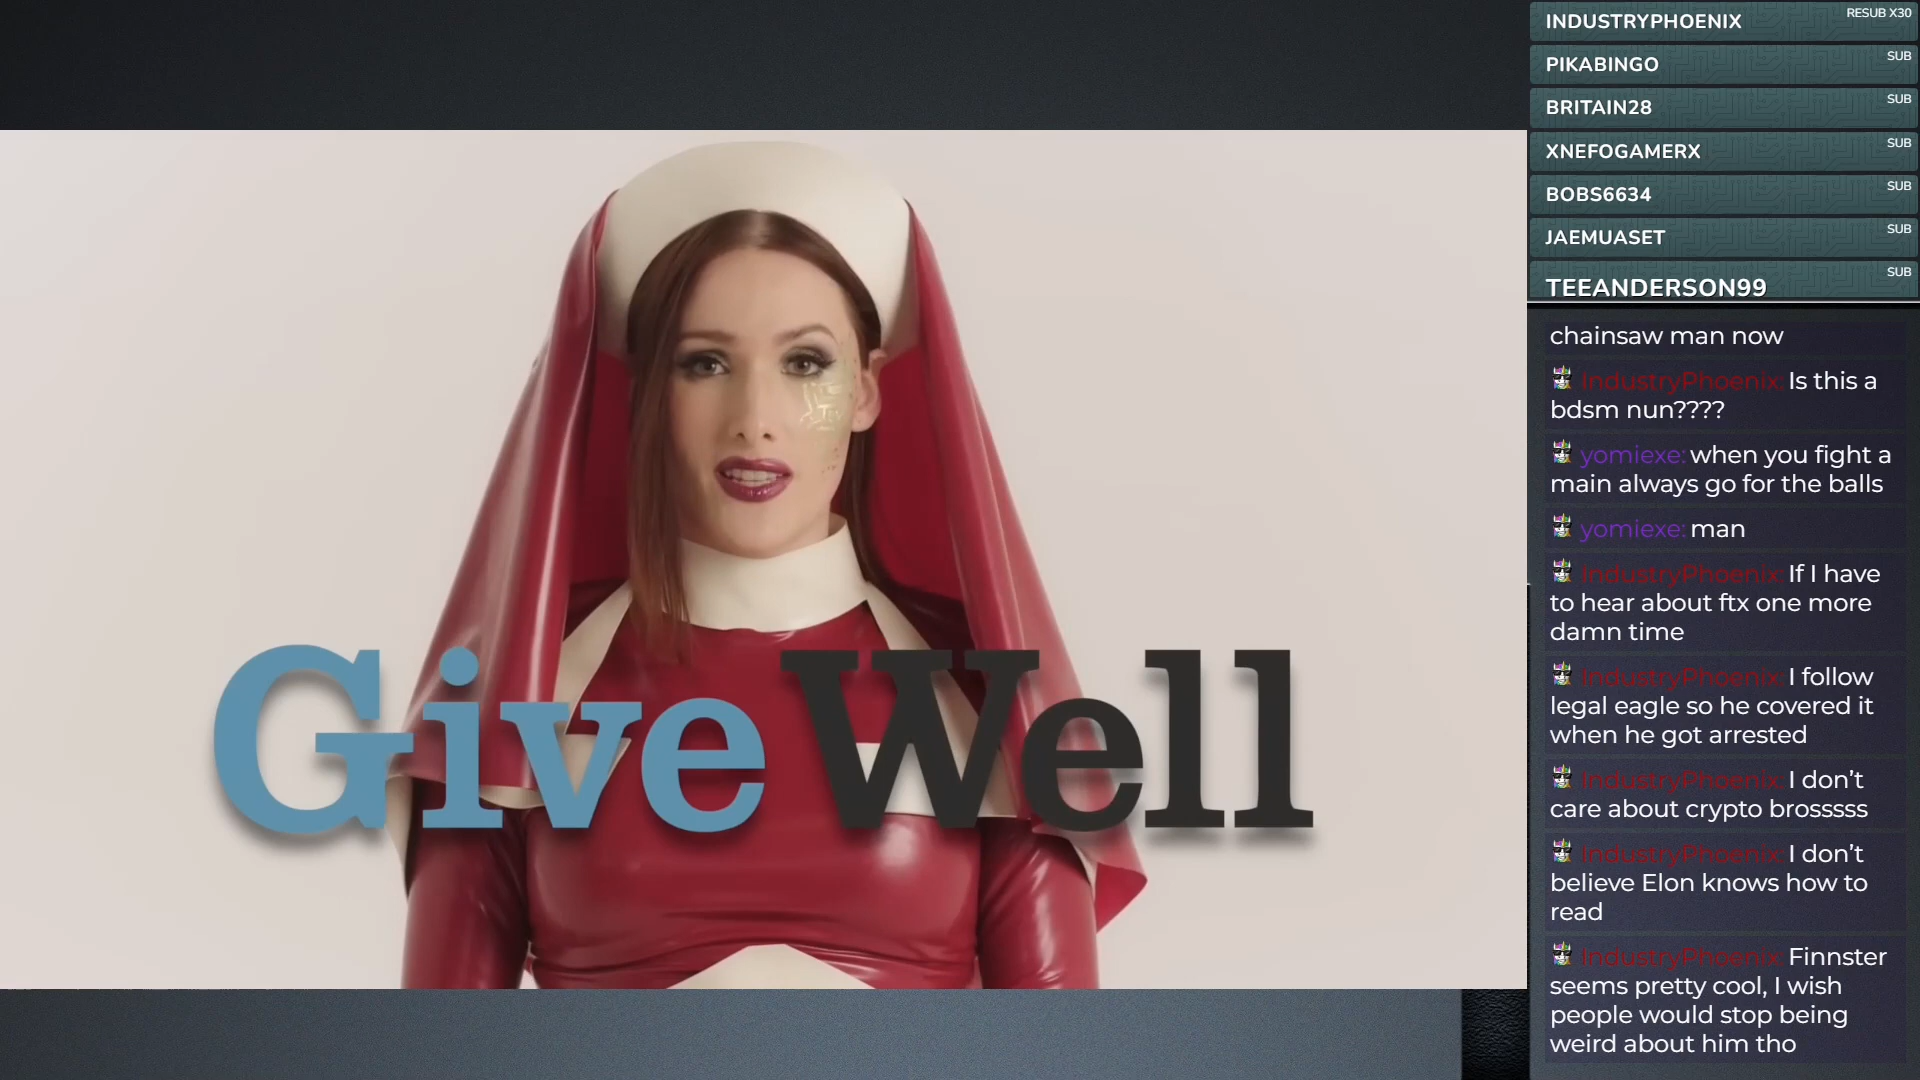 Give Well
INDUSTRYPHOENIX
RESUB X30
PIKABINGO
SUB
BRITAIN28
SUB
XNEFOGAMERX
SUB
BOBS6634
SUB
JAEMUASET
SUB
TEEANDERSON99
SUB
chainsaw man now
IndustryPhoenix: Is this a
bdsm nun????
yomiexe: when you fight a
main always go for the balls
yomiexe: man
IndustryPhoenix: If I have
to hear about ftx one more
damn time
IndustryPhoenix: I follow
legal eagle so he covered it
when he got arrested
IndustryPhoenix: I don’t
care about crypto brosssss
IndustryPhoenix: I don’t
believe Elon knows how to
read
IndustryPhoenix: Finnster
seems pretty cool, I wish
people would stop being
weird about him tho